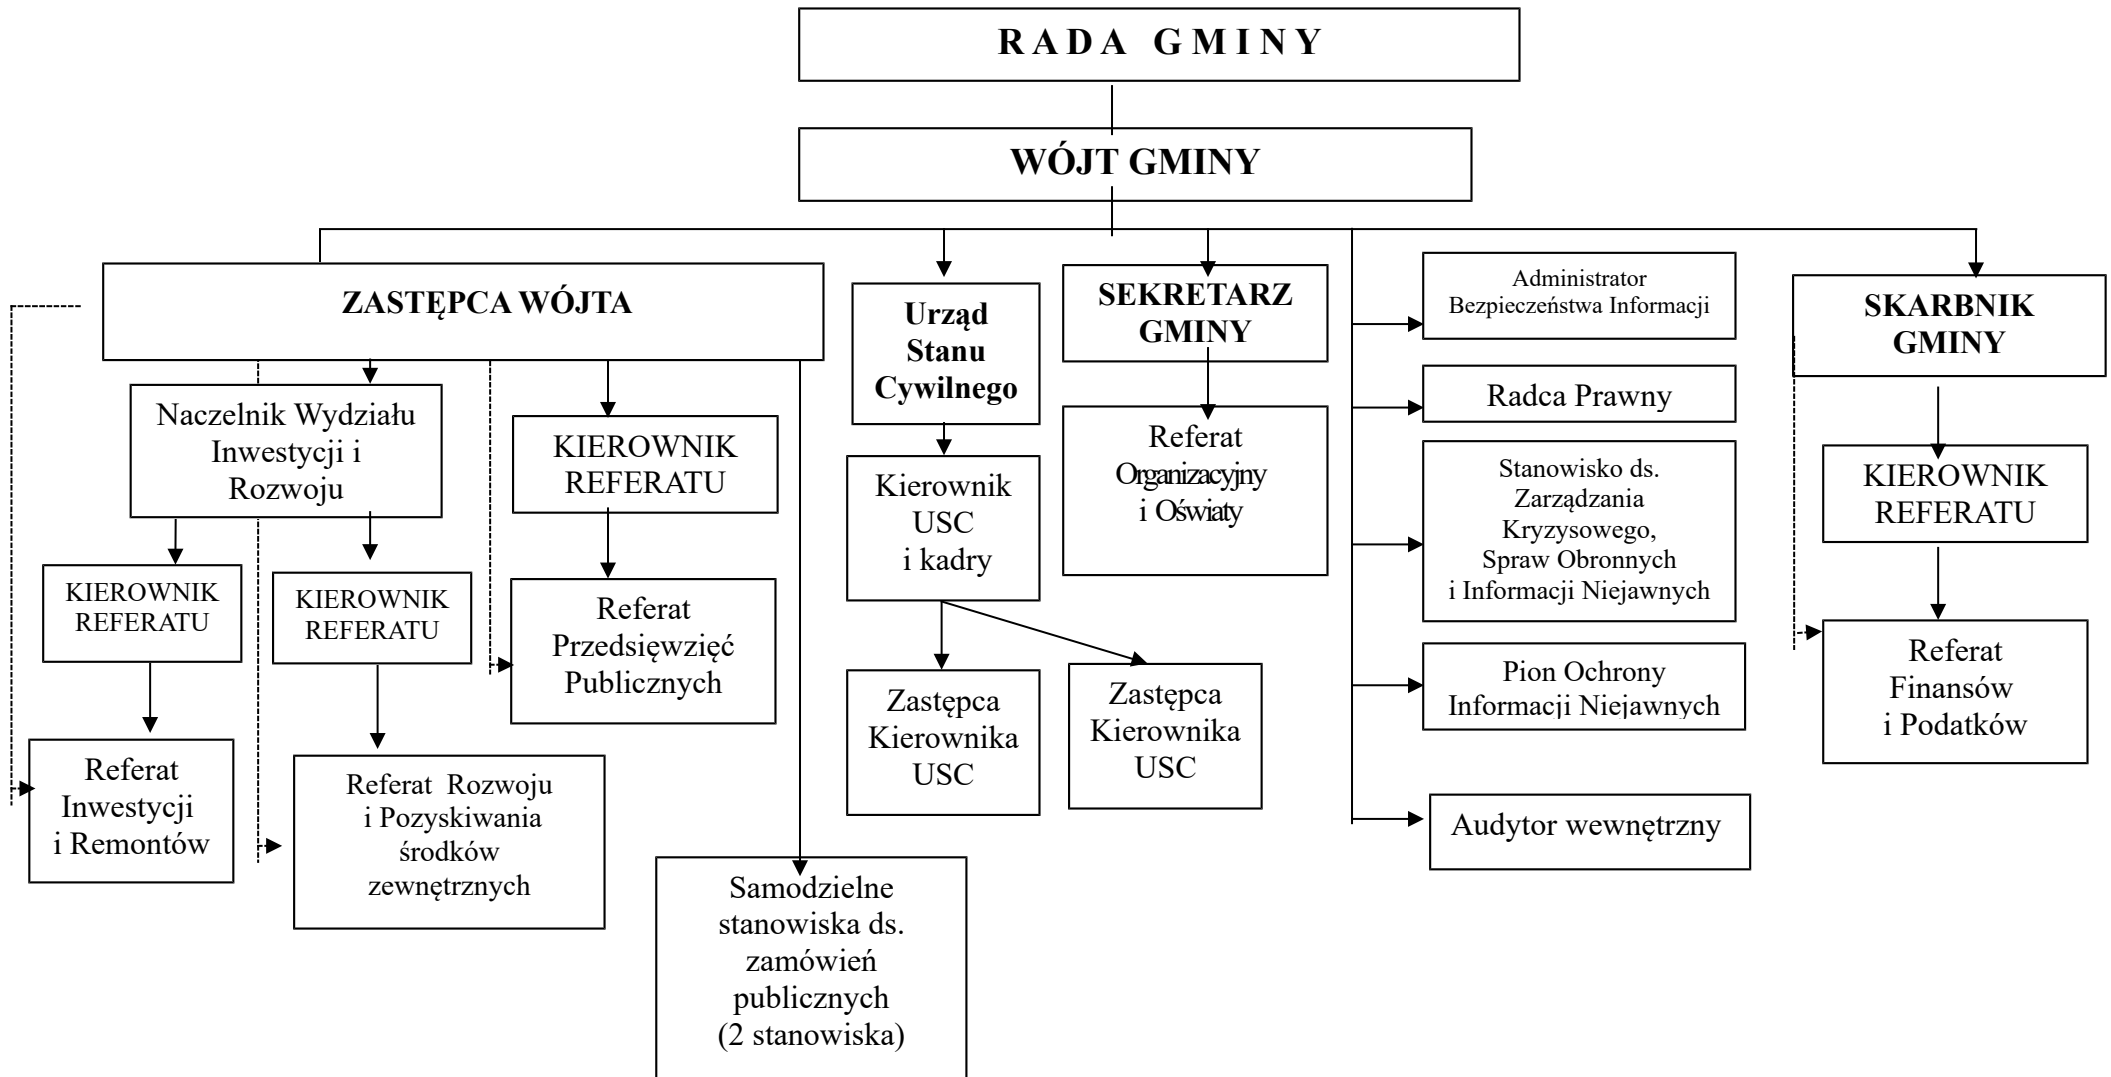 RADA GMINY
WÓJT GMINY
ZASTĘPCA WÓJTA
Naczelnik Wydziału
Inwestycji i
Rozwoju
KIEROWNIK
REFERATU
KIEROWNIK
REFERATU
KIEROWNIK
REFERATU
Referat
Inwestycji
i Remontów
Referat Rozwoju
i Pozyskiwania
środków
zewnętrznych
Referat
Przedsięwzięć
Publicznych
Samodzielne
stanowiska ds.
zamówień
publicznych
(2 stanowiska)
Urząd
Stanu
Cywilnego
Kierownik
USC
i kadry
Zastępca
Kierownika
USC
Zastępca
Kierownika
USC
SEKRETARZ
GMINY
Referat
Organizacyjny
i Oświaty
Administrator
Bezpieczeństwa Informacji
Radca Prawny
Stanowisko ds.
Zarządzania
Kryzysowego,
Spraw Obronnych
i Informacji Niejawnych
Pion Ochrony
Informacji Niejawnych
Audytor wewnętrzny
SKARBNIK
GMINY
KIEROWNIK
REFERATU
Referat
Finansów
i Podatków